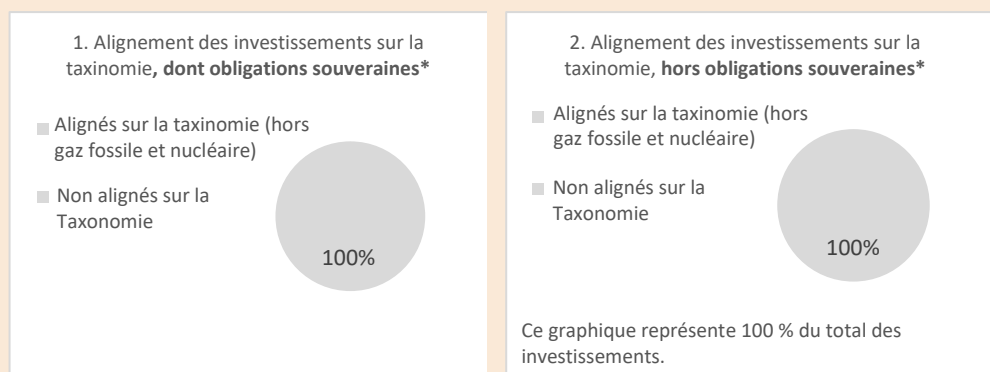 1. Alignement des investissements sur la
taxinomie, dont obligations souveraines*
Alignés sur la taxinomie (hors
gaz fossile et nucléaire)
Non alignés sur la
Taxonomie
100%
2. Alignement des investissements sur la
taxinomie, hors obligations souveraines*
Alignés sur la taxinomie (hors
gaz fossile et nucléaire)
Non alignés sur la
Taxonomie
100%
Ce graphique représente 100 % du total des
investissements.